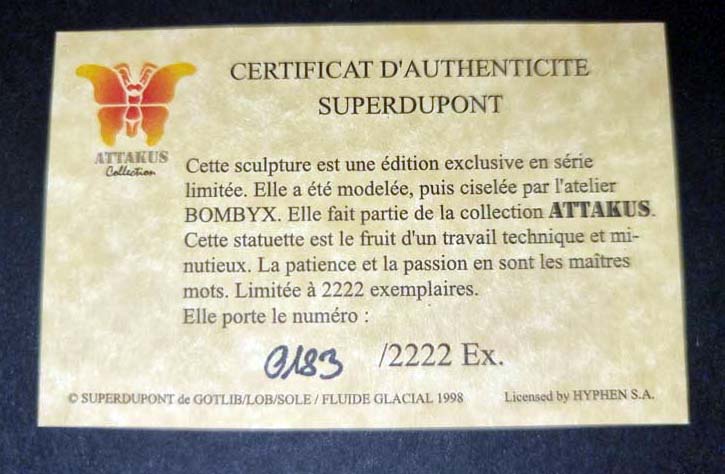 CERTIFICAT D'AUTHENTICITE
SUPERDUPONT
ATTAKUS
Collection
Cette sculpture est une édition exclusive en série
limitée. Elle a été modelée, puis ciselée par l'atelier
BOMBYX. Elle fait partie de la collection ATTAKUS.
Cette statuette est le fruit d'un travail technique et mi-
nutieux. La patience et la passion en sont les maîtres
mots. Limitée à 2222 exemplaires.
Elle porte le numéro :
0183 /2222 Ex.
© SUPERDUPONT de GOTLIB/LOB/SOLE / FLUIDE GLACIAL 1998 Licensed by HYPHEN S.A.